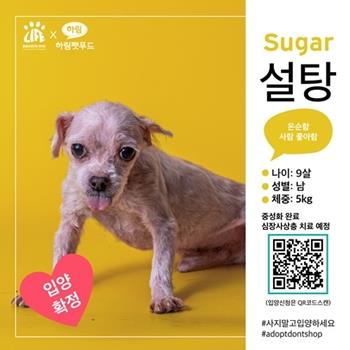 LIFE
X
하림
하림펫푸드
Sugar
설탕
온순함
사람 좋아함
나이: 9살
성별: 남
체중: 5kg
중성화 완료
심장사상충 치료 예정
입양
확정
(입양신청은 QR코드스캔)
#사지말고입양하세요
#adoptdontshop